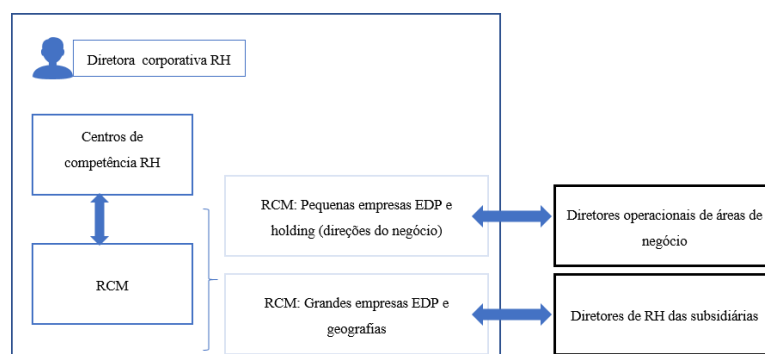 Diretora corporativa RH
Centros de
competência RH
RCM
RCM: Pequenas empresas EDP e
holding (direções do negócio)
RCM: Grandes empresas EDP e
geografias
Diretores operacionais de áreas de
negócio
Diretores de RH das subsidiárias